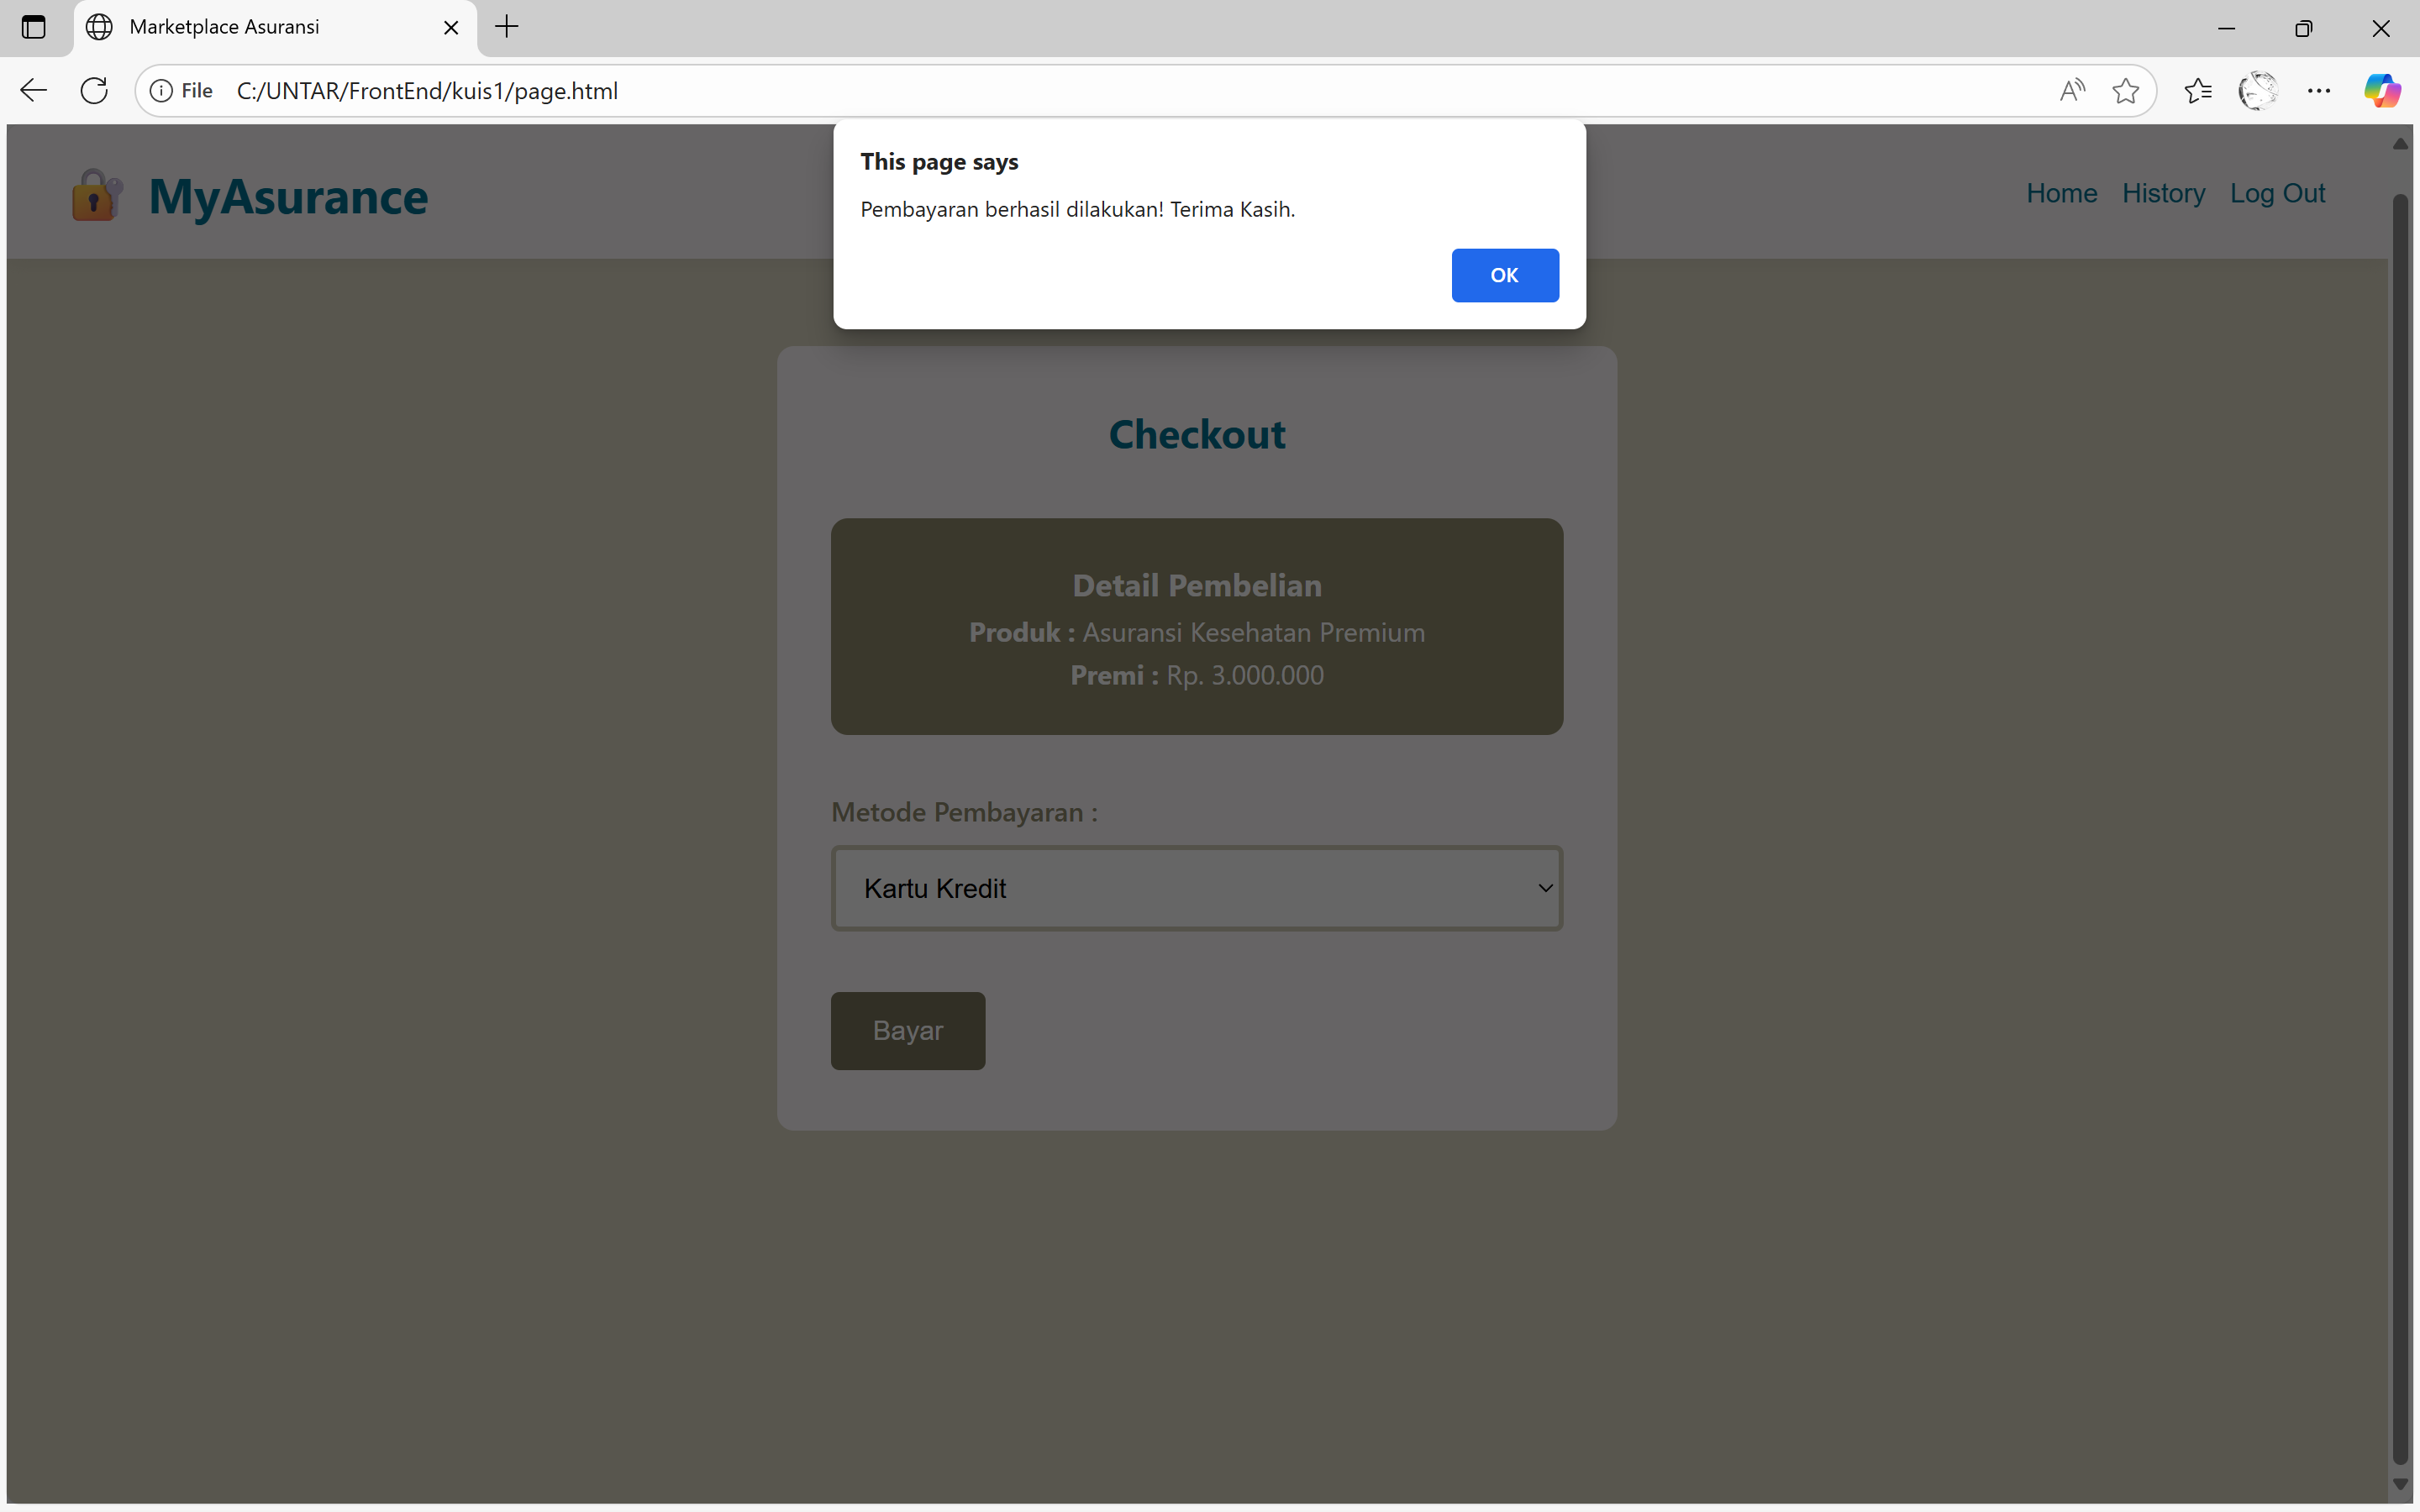 Marketplace Asuransi
File C:/UNTAR/FrontEnd/kuis1/page.html
This page says
Pembayaran berhasil dilakukan! Terima Kasih.
OK
MyAsurance
Home History Log Out
Checkout
Detail Pembelian
Produk : Asuransi Kesehatan Premium
Premi : Rp. 3.000.000
Metode Pembayaran :
Kartu Kredit
Bayar